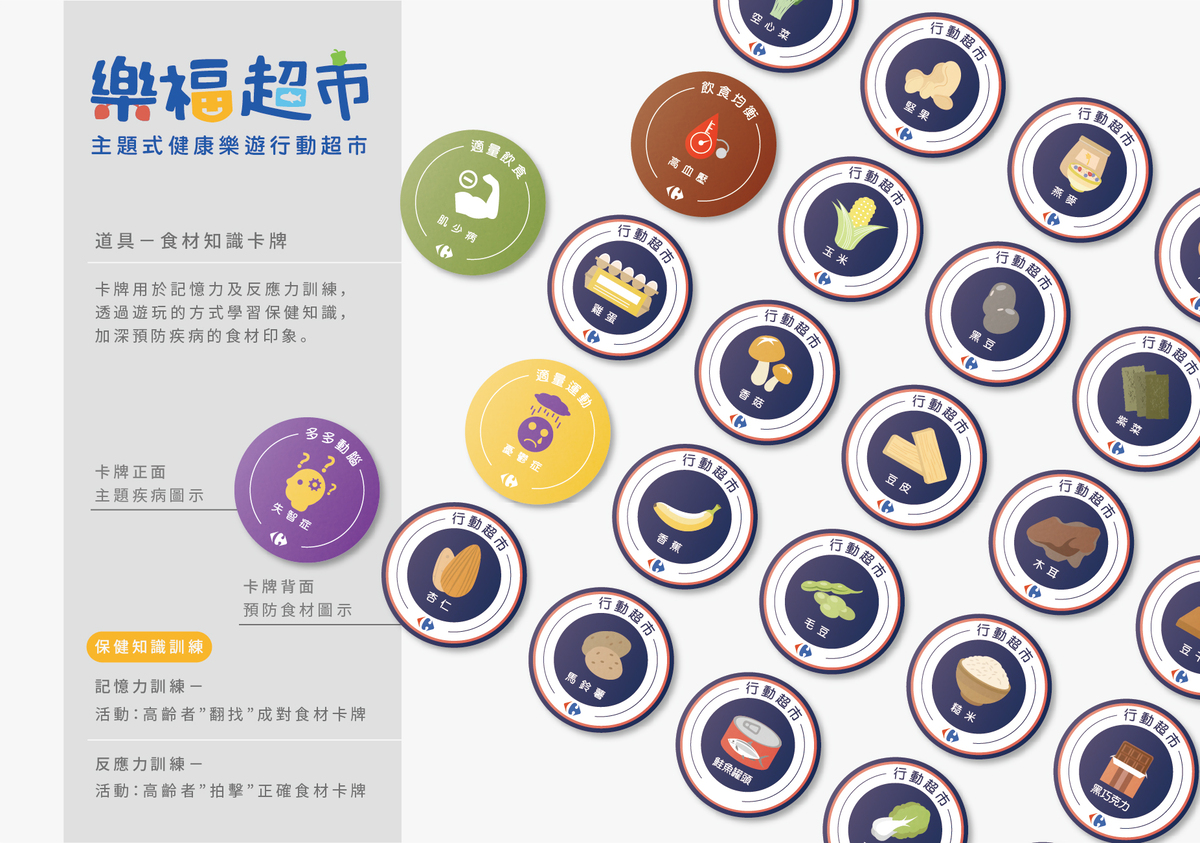 樂福超市
主題式健康樂遊行動超市
道具－食材知識卡牌
卡牌用於記憶力及反應力訓練，
透過遊玩的方式學習保健知識，
加深預防疾病的食材印象。
卡牌正面
主題疾病圖示
多多動腦
失智症
卡牌背面
預防食材圖示
保健知識訓練
記憶力訓練－
活動：高齡者”翻找”成對食材卡牌
反應力訓練－
活動：高齡者”拍擊”正確食材卡牌
空心菜
行動超市
堅果
飲食均衡
高血壓
行動超市
燕麥
適量飲食
肌少病
行動超市
玉米
行動超市
雞蛋
行動超市
黑豆
行動超市
香菇
行動超市
紫菜
適量運動
憂鬱症
行動超市
豆皮
行動超市
香蕉
行動超市
木耳
行動超市
杏仁
行動超市
毛豆
行動超市
豆干
行動超市
馬鈴薯
行動超市
糙米
行動超市
鮭魚罐頭
行動超市
黑巧克力
行動超市